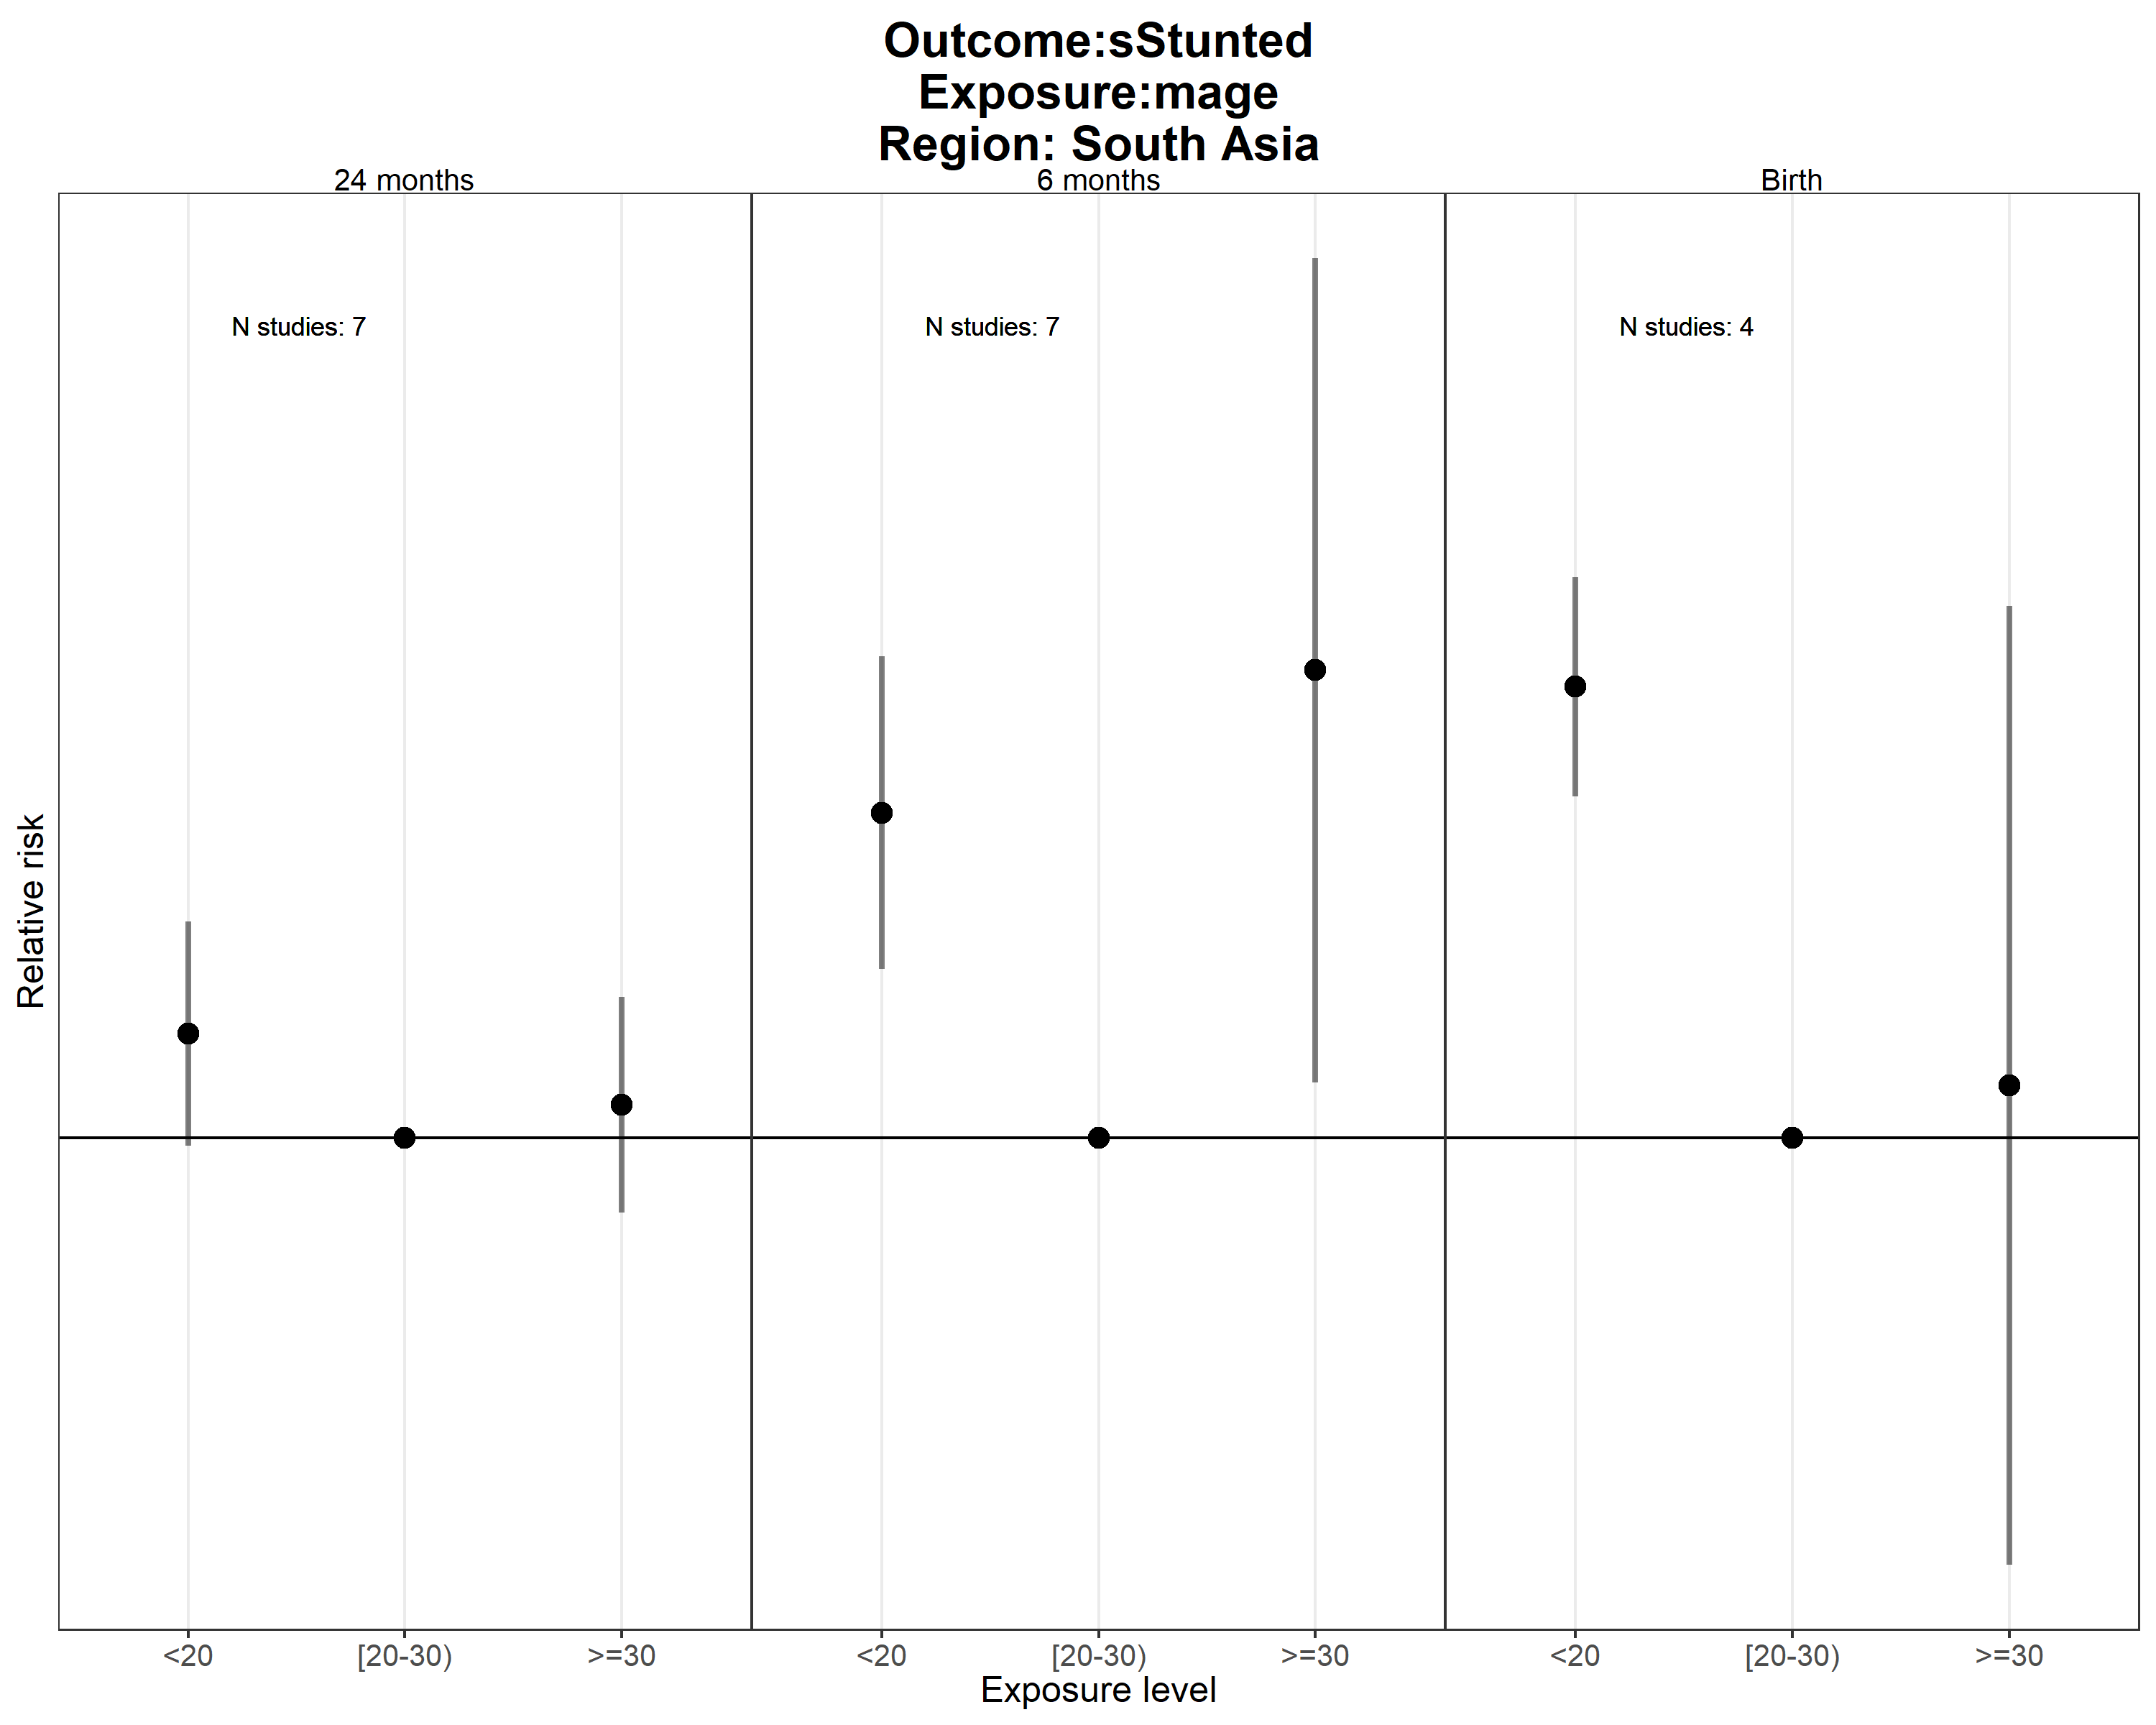 Outcome:sStunted
Exposure:mage
Region: South Asia
24 months
6 months
Birth
N studies: 7
N studies: 7
N studies: 4
Relative risk
<20
[20-30)
>=30
<20
[20-30)
>=30
<20
[20-30)
>=30
Exposure level